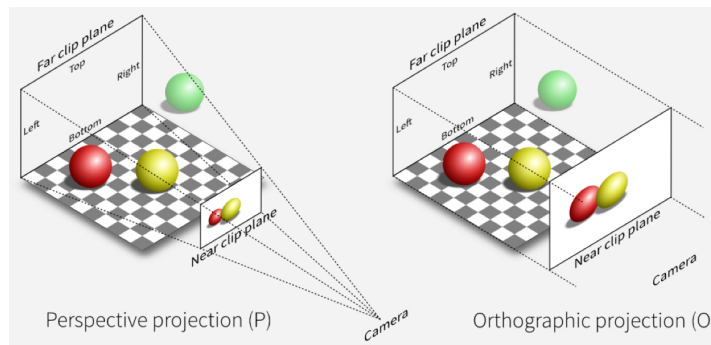 Far clip plane
Top
Right
Left
Bottom
Near clip plane
Camera
Perspective projection (P)
Far clip plane
Top
Right
Left
Bottom
Near clip plane
Camera
Orthographic projection (O